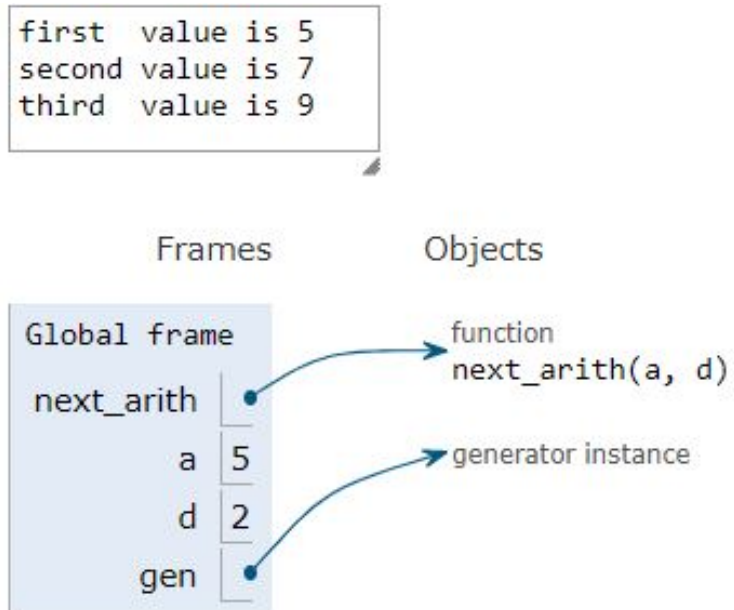 first  value is 5
second value is 7
third  value is 9
Frames Objects
Global frame
function
next_arith(a, d)
next_arith
a 5
generator instance
d 2
gen